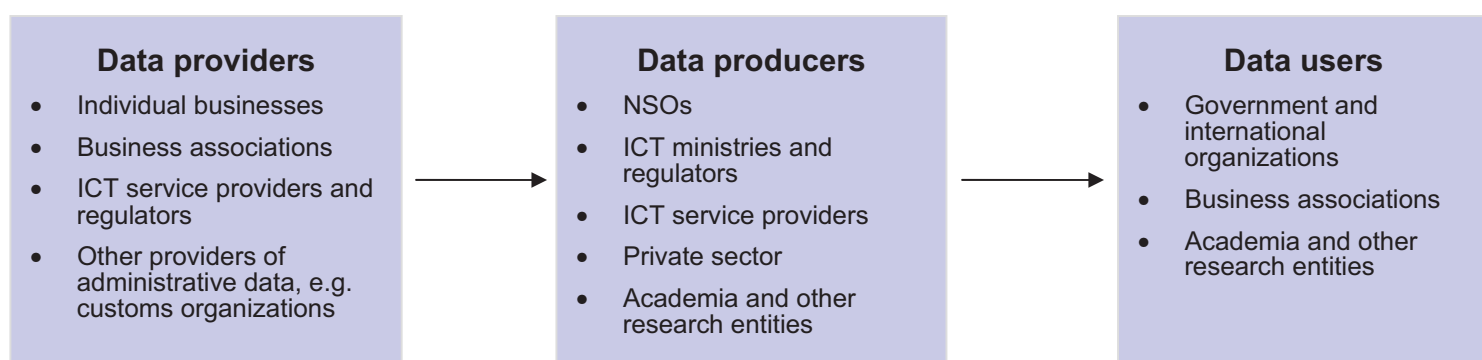 Data providers
• Individual businesses
• Business associations
• ICT service providers and
regulators
• Other providers of
administrative data, e.g.
customs organizations
Data producers
• NSOs
• ICT ministries and
regulators
• ICT service providers
• Private sector
• Academia and other
research entities
Data users
• Government and
international
organizations
• Business associations
• Academia and other
research entities